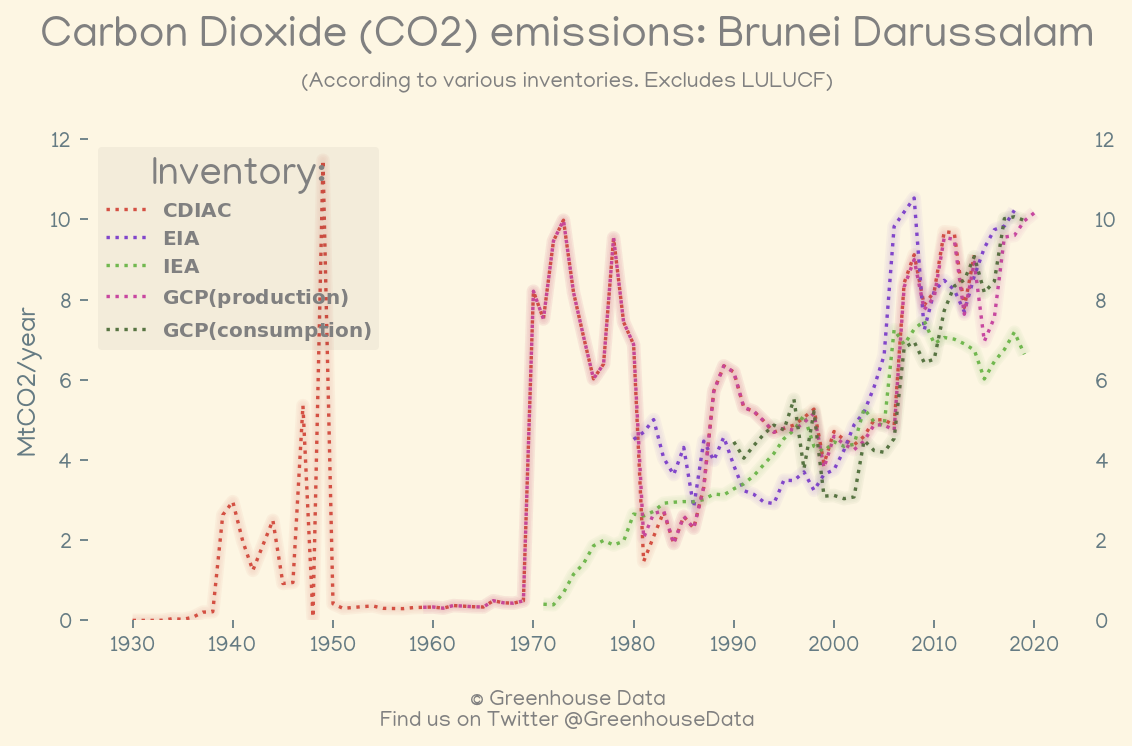 Carbon Dioxide (CO2) emissions: Brunei Darussalam
(According to various inventories. Excludes LULUCF)
MtCO2/year
12
10
8
6
4
2
0
Inventory:
CDIAC
EIA
IEA
GCP(production)
GCP(consumption)
12
10
8
6
4
2
0
1930 1940 1950 1960 1970 1980 1990 2000 2010 2020
© Greenhouse Data
Find us on Twitter @GreenhouseData